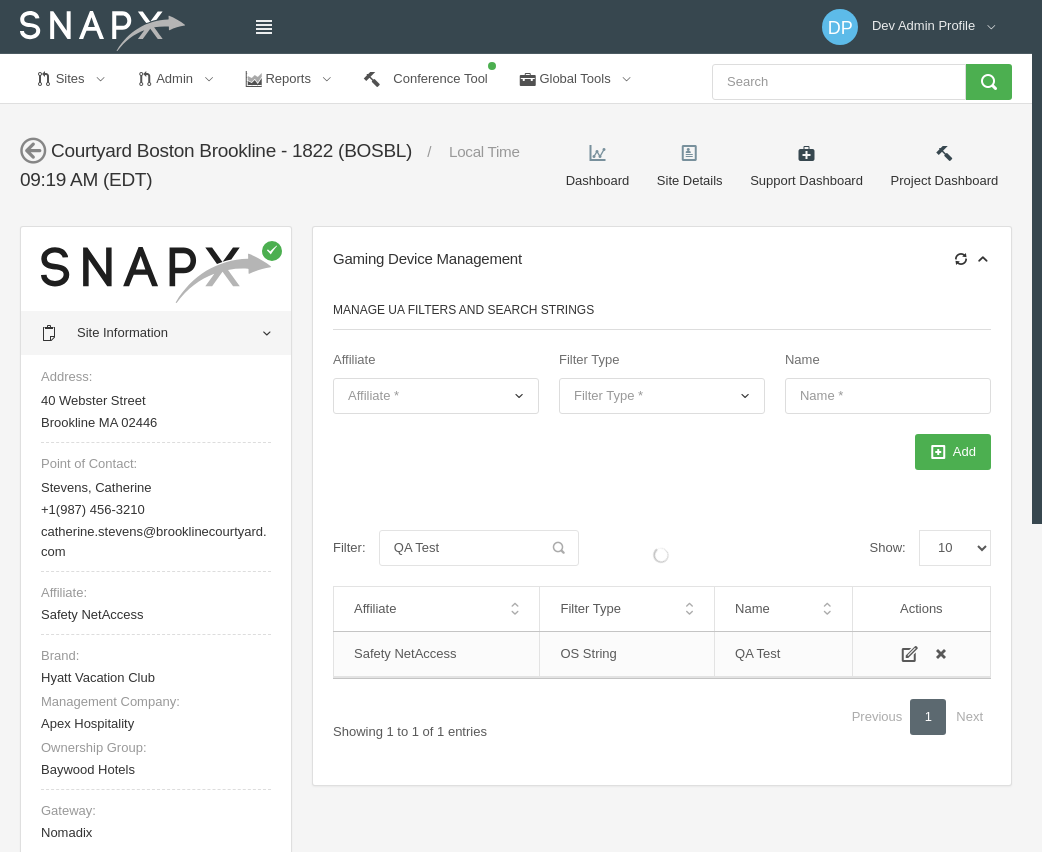 SNAPX
DP
Dev Admin Profile
Sites
Admin
Reports
Conference Tool
Global Tools
Search
Courtyard Boston Brookline - 1822 (BOSBL) / Local Time
09:19 AM (EDT)
Dashboard
Site Details
Support Dashboard
Project Dashboard
SNAPX
Site Information
Address:
40 Webster Street
Brookline MA 02446
Point of Contact:
Stevens, Catherine
+1(987) 456-3210
catherine.stevens@brooklinecourtyard.
com
Affiliate:
Safety NetAccess
Brand:
Hyatt Vacation Club
Management Company:
Apex Hospitality
Ownership Group:
Baywood Hotels
Gateway:
Nomadix
Gaming Device Management
MANAGE UA FILTERS AND SEARCH STRINGS
Affiliate Filter Type Name
Affiliate * Filter Type * Name *
Add
Filter: QA Test Show: 10
Affiliate Filter Type Name Actions
Safety NetAccess OS String QA Test
Previous 1 Next
Showing 1 to 1 of 1 entries